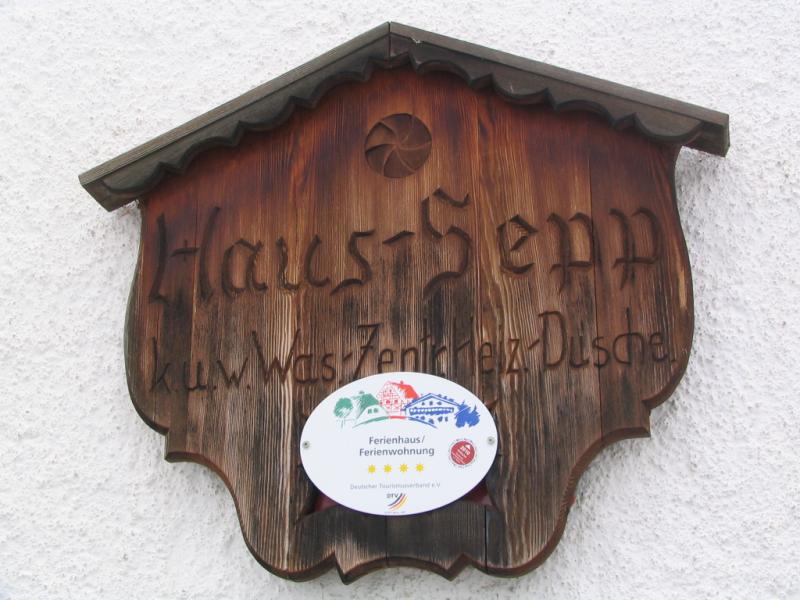 Haus-Sepp
k.u.w.Was.-Zentr.Heiz.-Dusche.
Ferienhaus/
Ferienwohnung
Deutscher Tourismusverband e.V.
DTV